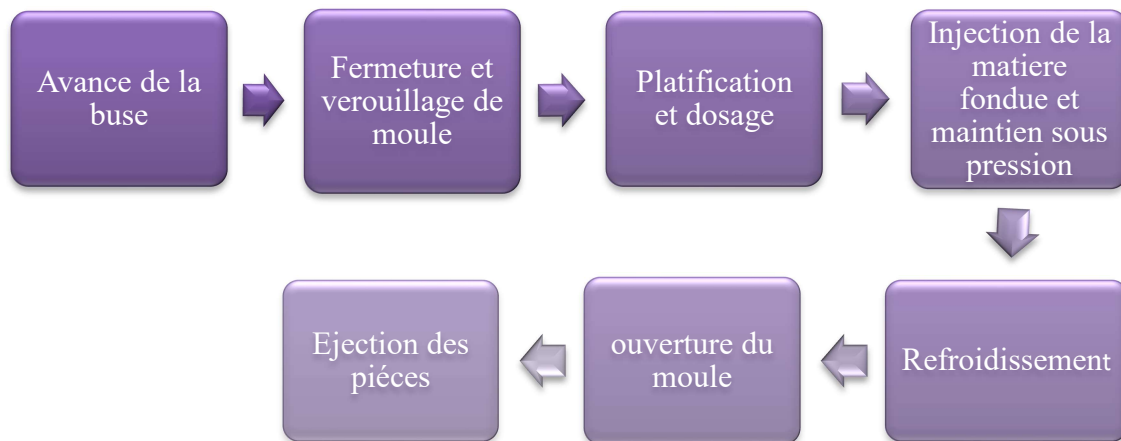 Avance de la
buse
Fermeture et
verouillage de
moule
Platification
et dosage
Injection de la
matiere
fondue et
maintien sous
pression
Refroidissement
ouverture du
moule
Ejection des
piéces